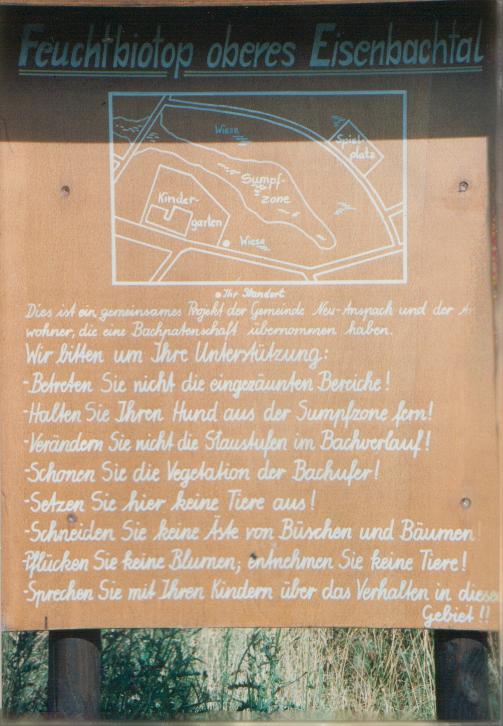 Feuchtbiotop oberes Eisenbachtal
Wiese
Spiel-
platz
Sumpf-
zone
Kinder-
garten
Wiese
Ihr Standort
Dies ist ein gemeinsames Projekt der Gemeinde Neu-Anspach und der
wohner, die eine Bachpatenschaft übernommen haben.
Wir bitten um Ihre Unterstützung:
-Betreten Sie nicht die eingezäunten Bereiche!
-Halten Sie Ihren Hund aus der Sumpfzone fern!
-Verändern Sie nicht die Staustufen im Bachverlauf!
-Schonen Sie die Vegetation der Bachufer!
-Setzen Sie hier keine Tiere aus!
-Schneiden Sie keine Äste von Büschen und Bäumen!
Pflücken Sie keine Blumen; entnehmen Sie keine Tiere!
-Sprechen Sie mit Ihren Kindern über das Verhalten in
Gebiet!!